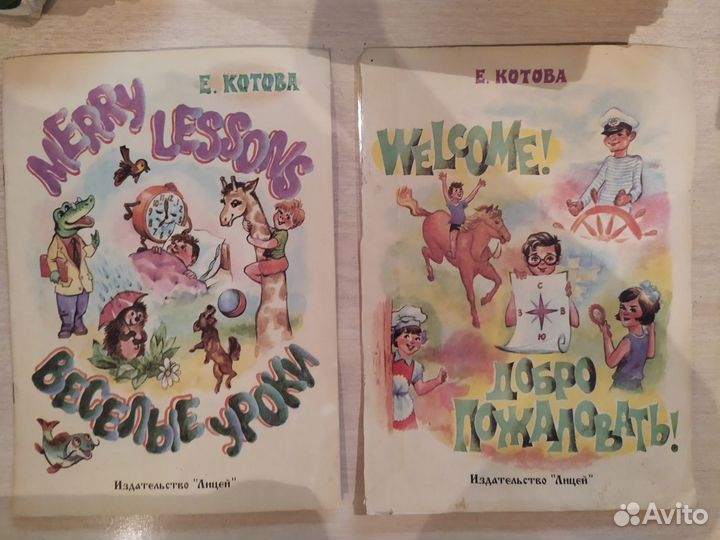 Е. КОТОВА
MERRY LESSONS
ВЕСЕЛЫЕ УРОКИ
Издательство "Лицей"
Е. КОТОВА
WELCOME!
С
З В
Ю
ДОБРО
ПОЖАЛОВАТЬ!
Издательство "Лицей"
Avito